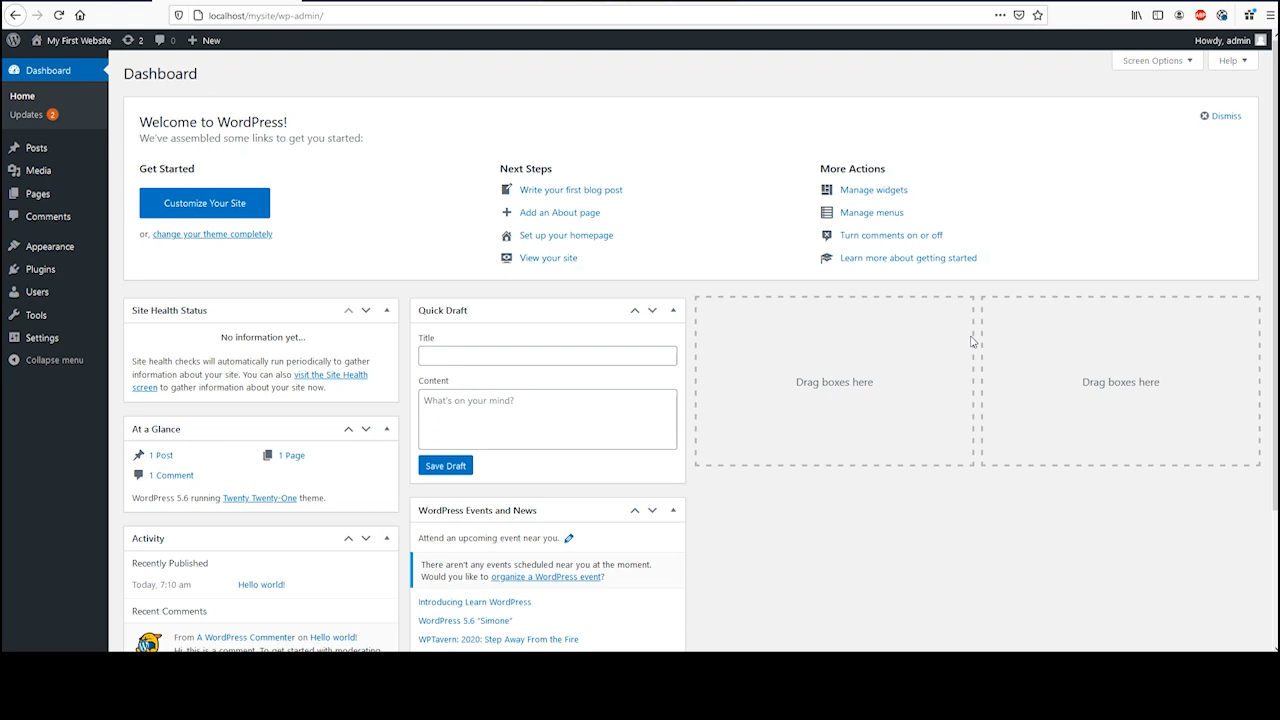 localhost/mysite/wp-admin/
My First Website 2 0 New
Howdy, admin
Dashboard
Home
Updates 2
Posts
Media
Pages
Comments
Appearance
Plugins
Users
Tools
Settings
Collapse menu
Dashboard
Screen Options
Help
Welcome to WordPress!
We've assembled some links to get you started:
Dismiss
Get Started
Customize Your Site
or, change your theme completely
Next Steps
Write your first blog post
Add an About page
Set up your homepage
View your site
More Actions
Manage widgets
Manage menus
Turn comments on or off
Learn more about getting started
Site Health Status
No information yet...
Site health checks will automatically run periodically to gather
information about your site. You can also visit the Site Health
screen to gather information about your site now.
At a Glance
1 Post
1 Page
1 Comment
WordPress 5.6 running Twenty Twenty-One theme.
Activity
Recently Published
Today, 7:10 am Hello world!
Recent Comments
From A WordPress Commenter on Hello world!
Hi, this is a comment. To get started with moderating,
Quick Draft
Title
Content
What's on your mind?
Save Draft
WordPress Events and News
Attend an upcoming event near you.
There aren't any events scheduled near you at the moment.
Would you like to organize a WordPress event?
Introducing Learn WordPress
WordPress 5.6 "Simone"
WPTavern: 2020: Step Away From the Fire
Drag boxes here
Drag boxes here